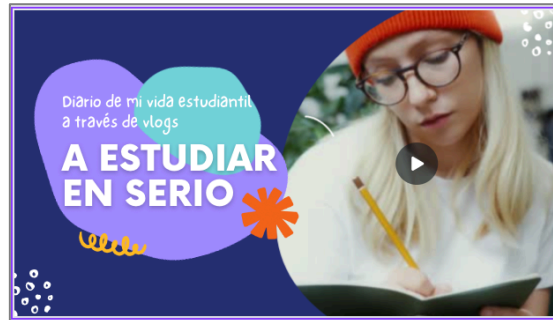 Diario de mi vida estudiantil
a través de vlogs
A ESTUDIAR
EN SERIO